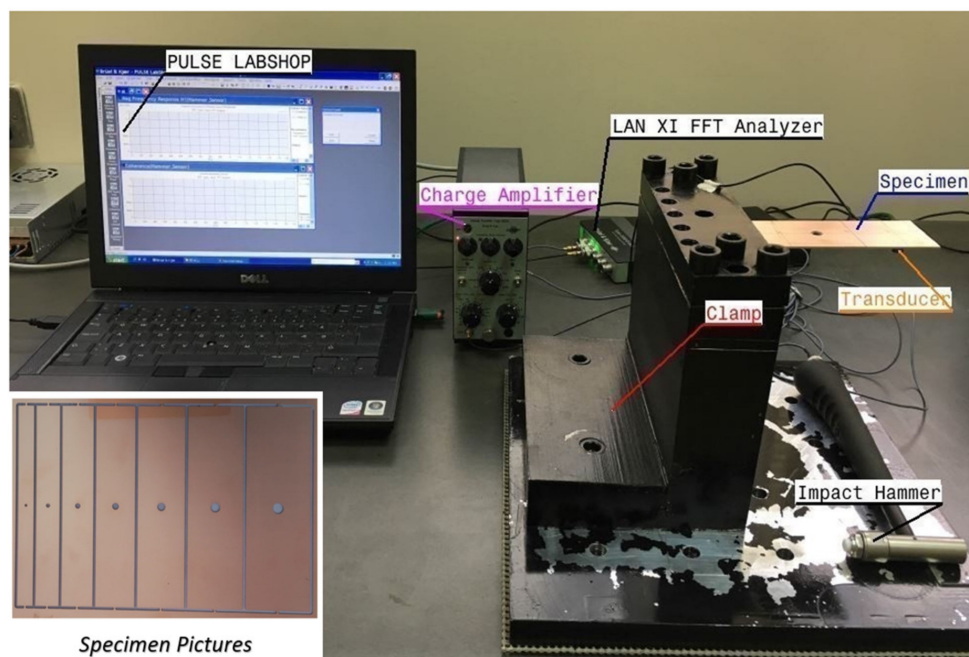 PULSE LABSHOP
LAN XI FFT Analyzer
Charge Amplifier
Specimen
Transducer
Clamp
Impact Hammer
DELL
Specimen Pictures